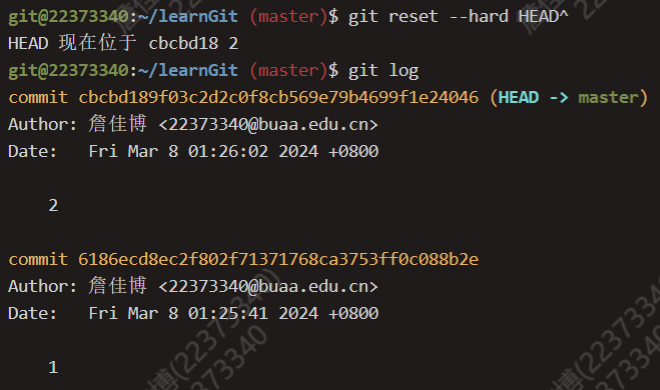 git@22373340:~/learnGit (master)$ git reset --hard HEAD^
HEAD 现在位于 cbcbd18 2
git@22373340:~/learnGit (master)$ git log
commit cbcbd189f03c2d2c0f8cb569e79b4699f1e24046 (HEAD -> master)
Author: 詹佳博 <22373340@buaa.edu.cn>
Date:   Fri Mar 8 01:26:02 2024 +0800
2
commit 6186ecd8ec2f802f71371768ca3753ff0c088b2e
Author: 詹佳博 <22373340@buaa.edu.cn>
Date:   Fri Mar 8 01:25:41 2024 +0800
1